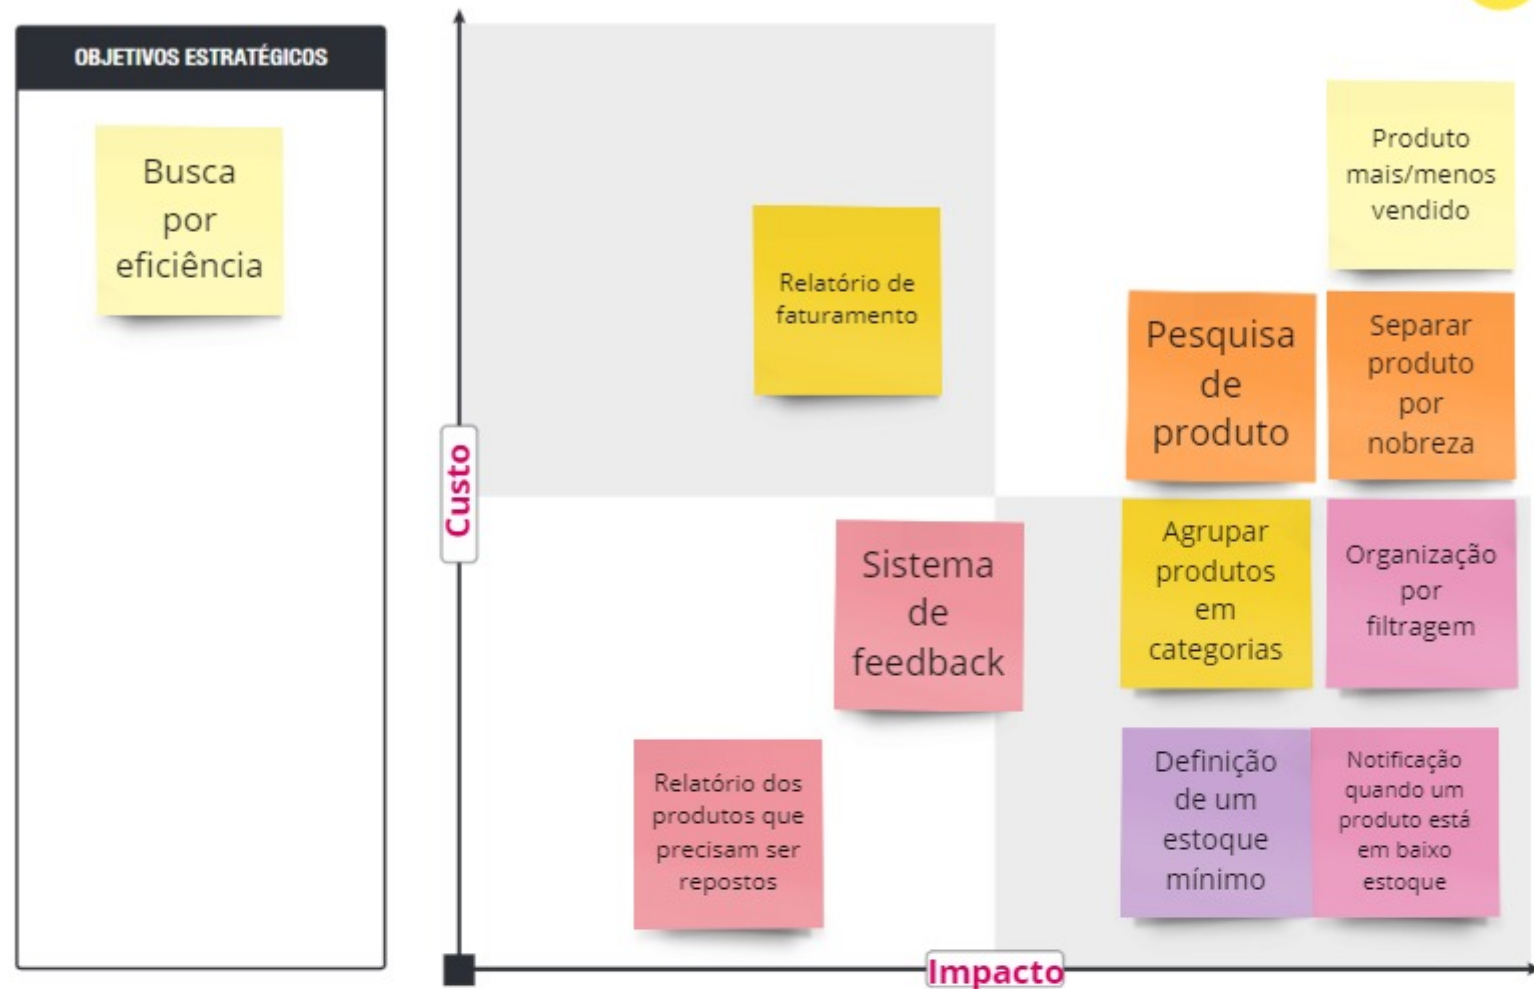 OBJETIVOS ESTRATÉGICOS
Busca
por
eficiência
Custo
Impacto
Produto
mais/menos
vendido
Relatório de
faturamento
Pesquisa
de
produto
Separar
produto
por
nobreza
Sistema
de
feedback
Agrupar
produtos
em
categorias
Organização
por
filtragem
Relatório dos
produtos que
precisam ser
repostos
Definição
de um
estoque
mínimo
Notificação
quando um
produto está
em baixo
estoque